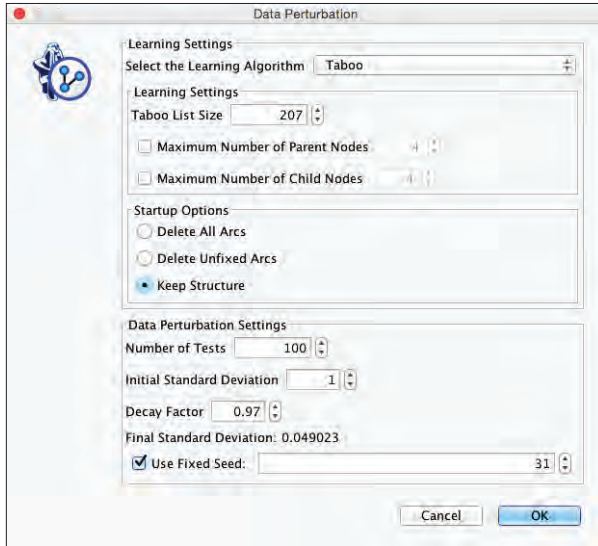 Data Perturbation
Learning Settings
Select the Learning Algorithm Taboo
Learning Settings
Taboo List Size 207
Maximum Number of Parent Nodes 4
Maximum Number of Child Nodes 4
Startup Options
Delete All Arcs
Delete Unfixed Arcs
Keep Structure
Data Perturbation Settings
Number of Tests 100
Initial Standard Deviation 1
Decay Factor 0.97
Final Standard Deviation: 0.049023
Use Fixed Seed: 31
Cancel OK